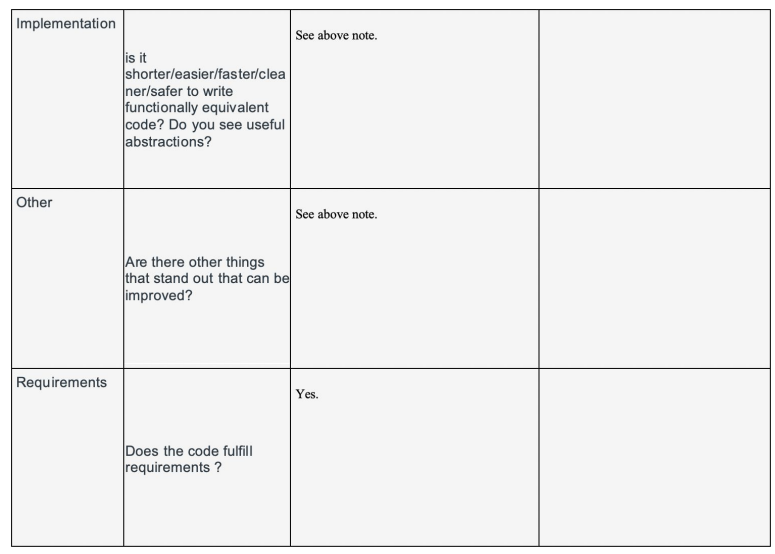 Implementation
See above note.
is it
shorter/easier/faster/clea
ner/safer to write
functionally equivalent
code? Do you see useful
abstractions?
Other
See above note.
Are there other things
that stand out that can be
improved?
Requirements
Yes.
Does the code fulfill
requirements ?